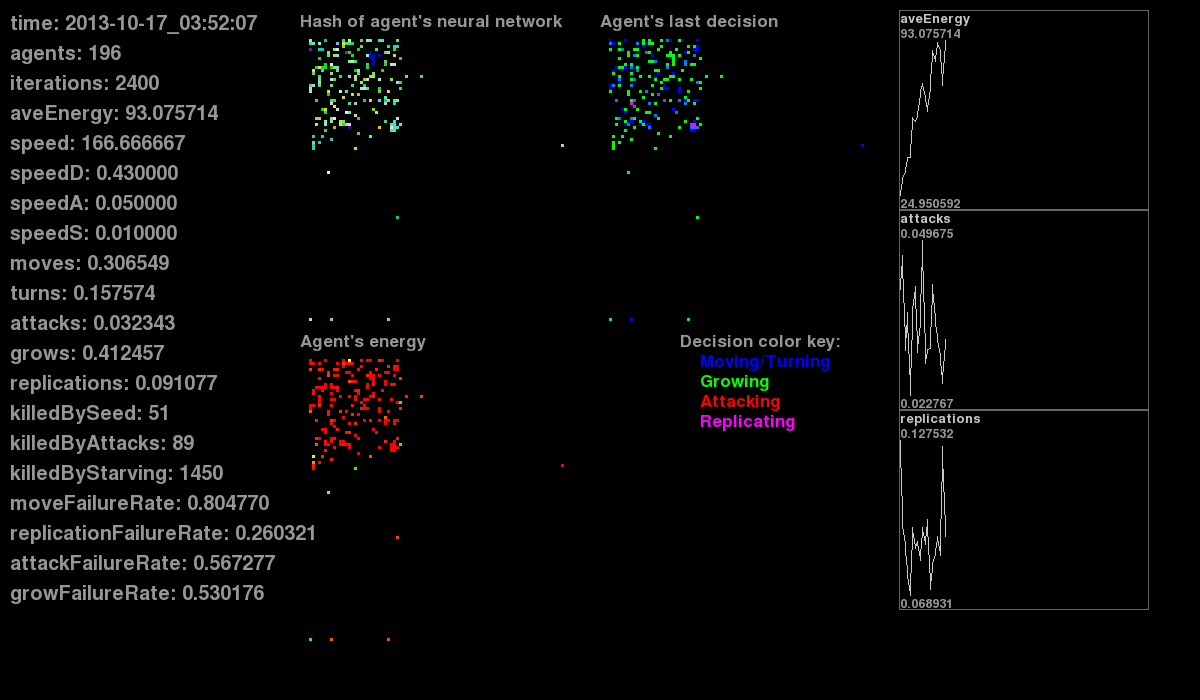 time: 2013-10-17_03:52:07
agents: 196
iterations: 2400
aveEnergy: 93.075714
speed: 166.666667
speedD: 0.430000
speedA: 0.050000
speedS: 0.010000
moves: 0.306549
turns: 0.157574
attacks: 0.032343
grows: 0.412457
replications: 0.091077
killedBySeed: 51
killedByAttacks: 89
killedByStarving: 1450
moveFailureRate: 0.804770
replicationFailureRate: 0.260321
attackFailureRate: 0.567277
growFailureRate: 0.530176
Hash of agent's neural network
Agent's last decision
Agent's energy
Decision color key:
Moving/Turning
Growing
Attacking
Replicating
aveEnergy
93.075714
24.950592
attacks
0.049675
0.022767
replications
0.127532
0.068931